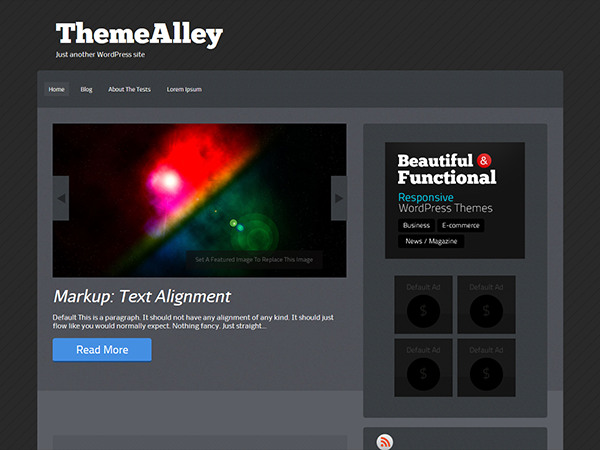 ThemeAlley
Just another WordPress site
Home Blog About The Tests Lorem Ipsum
Set A Featured Image To Replace This Image
Markup: Text Alignment
Default This is a paragraph. It should not have any alignment of any kind. It should just
flow like you would normally expect. Nothing fancy. Just straight...
Read More
Beautiful &
Functional
Responsive
WordPress Themes
Business E-commerce
News / Magazine
Default Ad Default Ad
$ $
Default Ad Default Ad
$ $